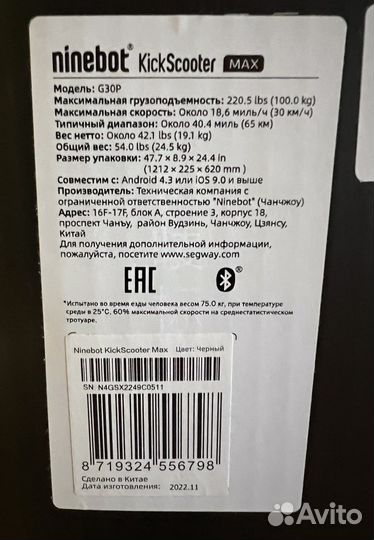 ninebot® KickScooter MAX
Модель: G30P
Максимальная грузоподъемность: 220.5 lbs (100.0 kg)
Максимальная скорость: Около 18,6 миль/ч (30 км/ч)
Типичный диапазон: Около 40.4 миль (65 км)
Вес нетто: Около 42.1 lbs (19.1 kg)
Общий вес: 54.0 lbs (24.5 kg)
Размер упаковки: 47.7 × 8.9 × 24.4 in
(1212 × 225 × 620 mm)
Совместим с: Android 4.3 или iOS 9.0 и выше
Производитель: Техническая компания с
ограниченной ответственностью "Ninebot" (Чанчжоу)
Адрес: 16F-17F, блок А, строение 3, корпус 18,
проспект Чанъу, район Вудзинь, Чанчжоу, Цзянсу,
Китай
Для получения дополнительной информации,
пожалуйста, посетите www.segway.com
EAC
*Испытано во время езды человека весом 75.0 кг, при температуре
среды в 25°C, 60% максимальной скорости на среднестатистическом
тротуаре.
Ninebot KickScooter Max Цвет: Черный
SN N4GSX2249C0511
8 719324 556798
Сделано в Китае
Дата изготовления: 2022.11
Avito